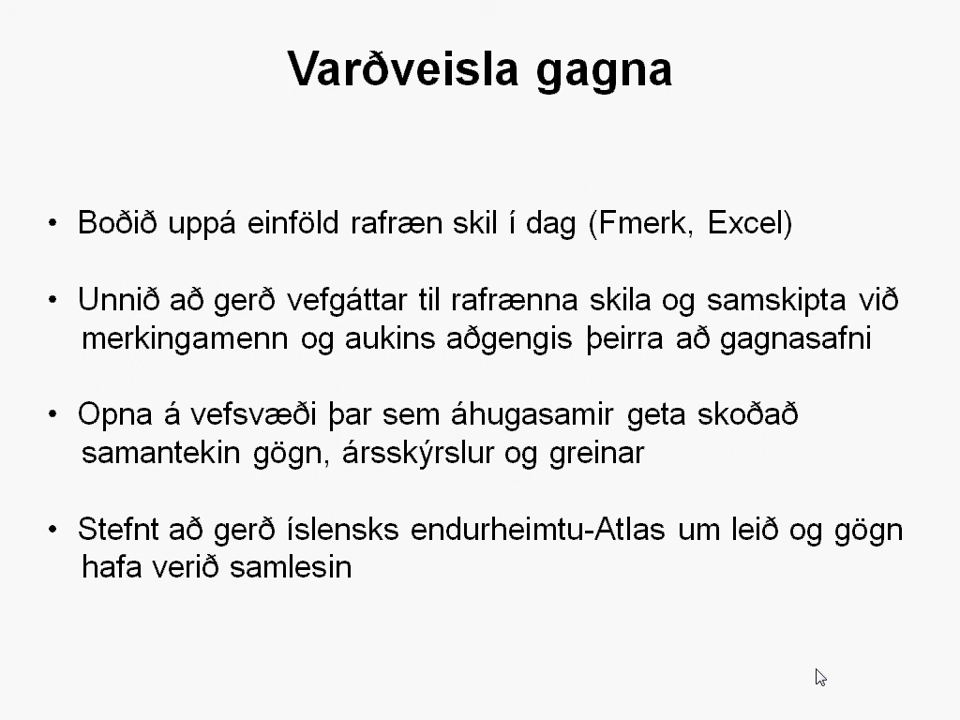 Varðveisla gagna
• Boðið uppá einföld rafræn skil í dag (Fmerk, Excel)
• Unnið að gerð vefgáttar til rafrænna skila og samskipta við
merkingamenn og aukins aðgengis þeirra að gagnasafni
• Opna á vefsvæði þar sem áhugasamir geta skoðað
samantekin gögn, ársskýrslur og greinar
• Stefnt að gerð íslensks endurheimtu-Atlas um leið og gögn
hafa verið samlesin